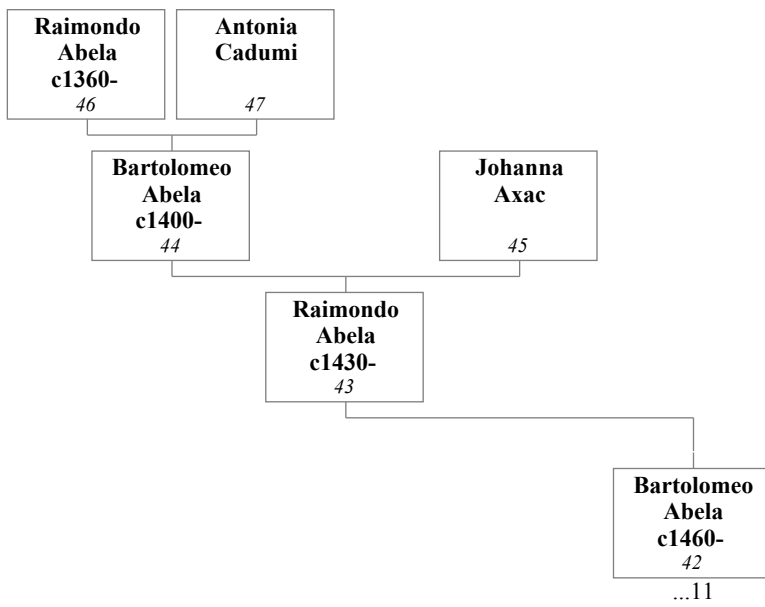 Raimondo
Abela
c1360-
46
Antonia
Cadumi
47
Bartolomeo
Abela
c1400-
44
Johanna
Axac
45
Raimondo
Abela
c1430-
43
Bartolomeo
Abela
c1460-
42
...11